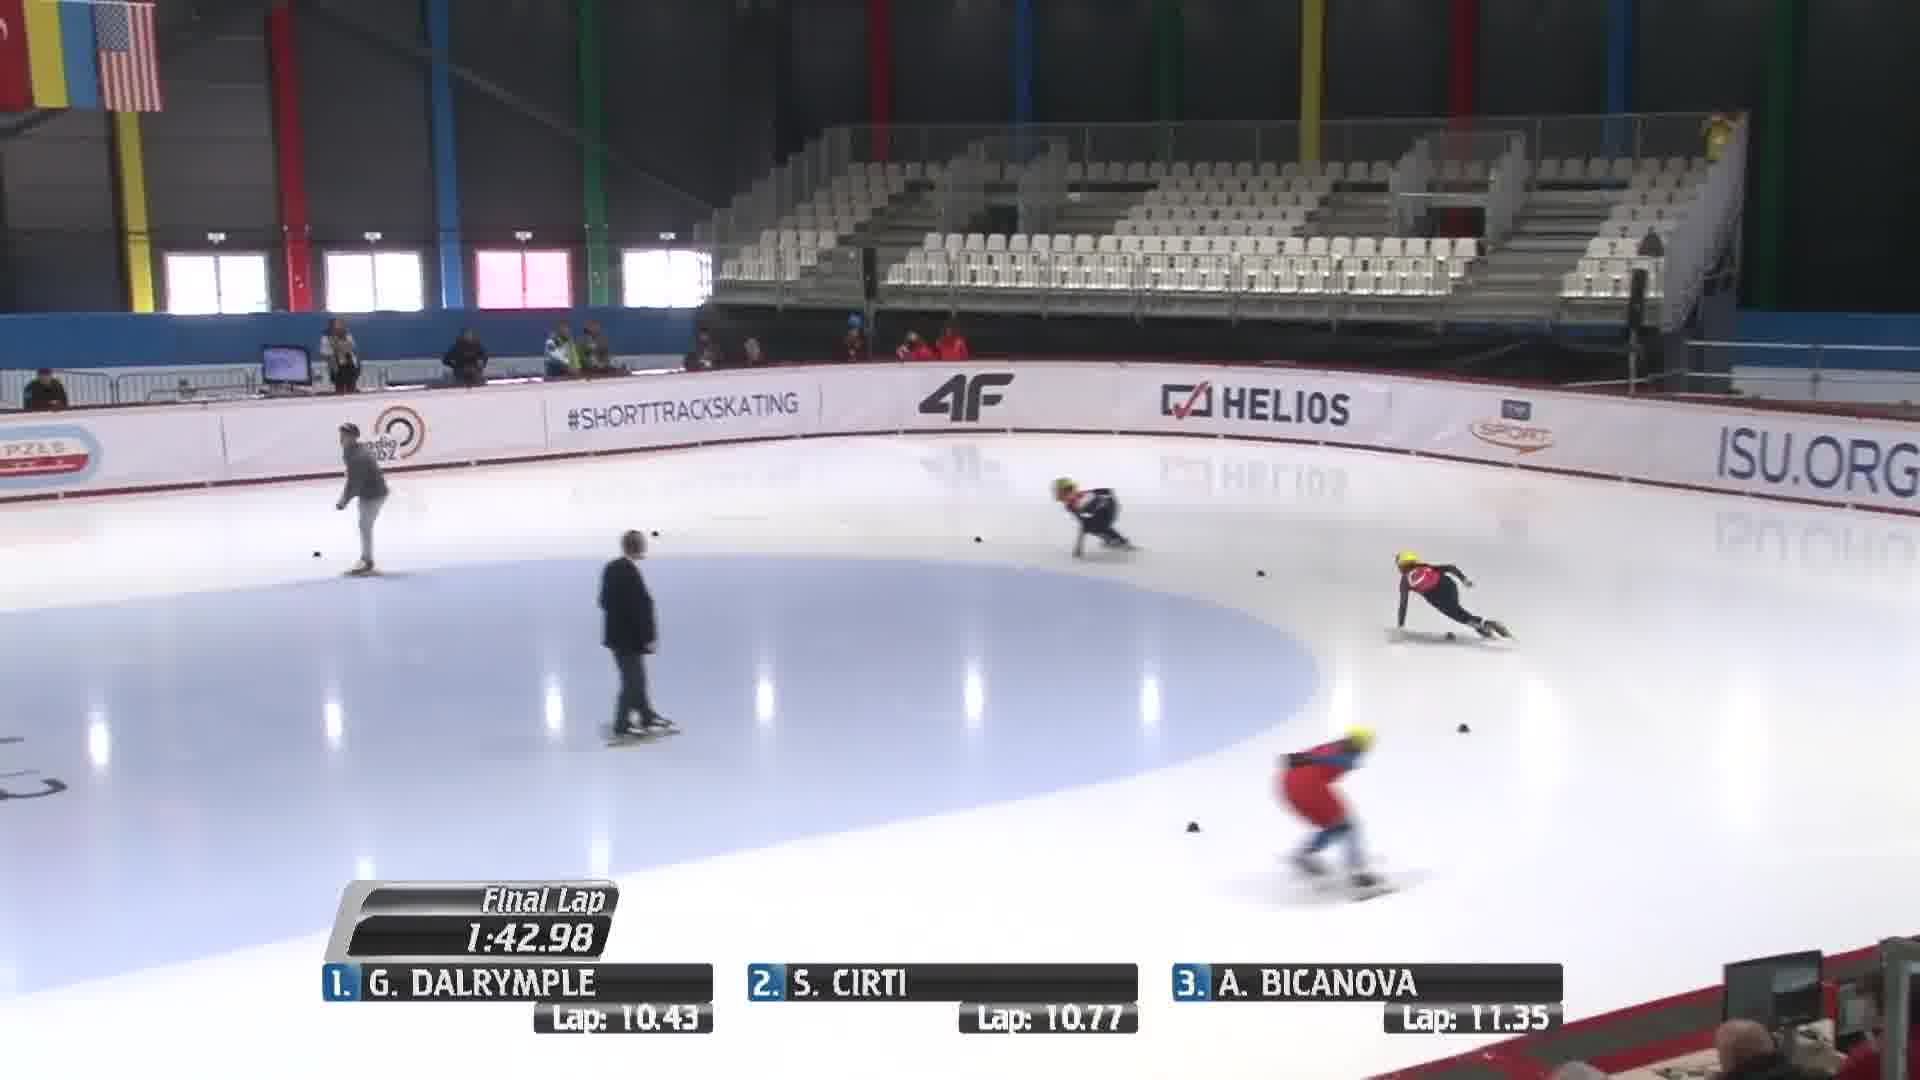 PZŁS
#SHORTTRACKSKATING
4F
HELIOS
SPORT
ISU.ORG
Final Lap
1:42.98
1. G. DALRYMPLE
Lap: 10.43
2. S. CIRTI
Lap: 10.77
3. A. BICANOVA
Lap: 11.35